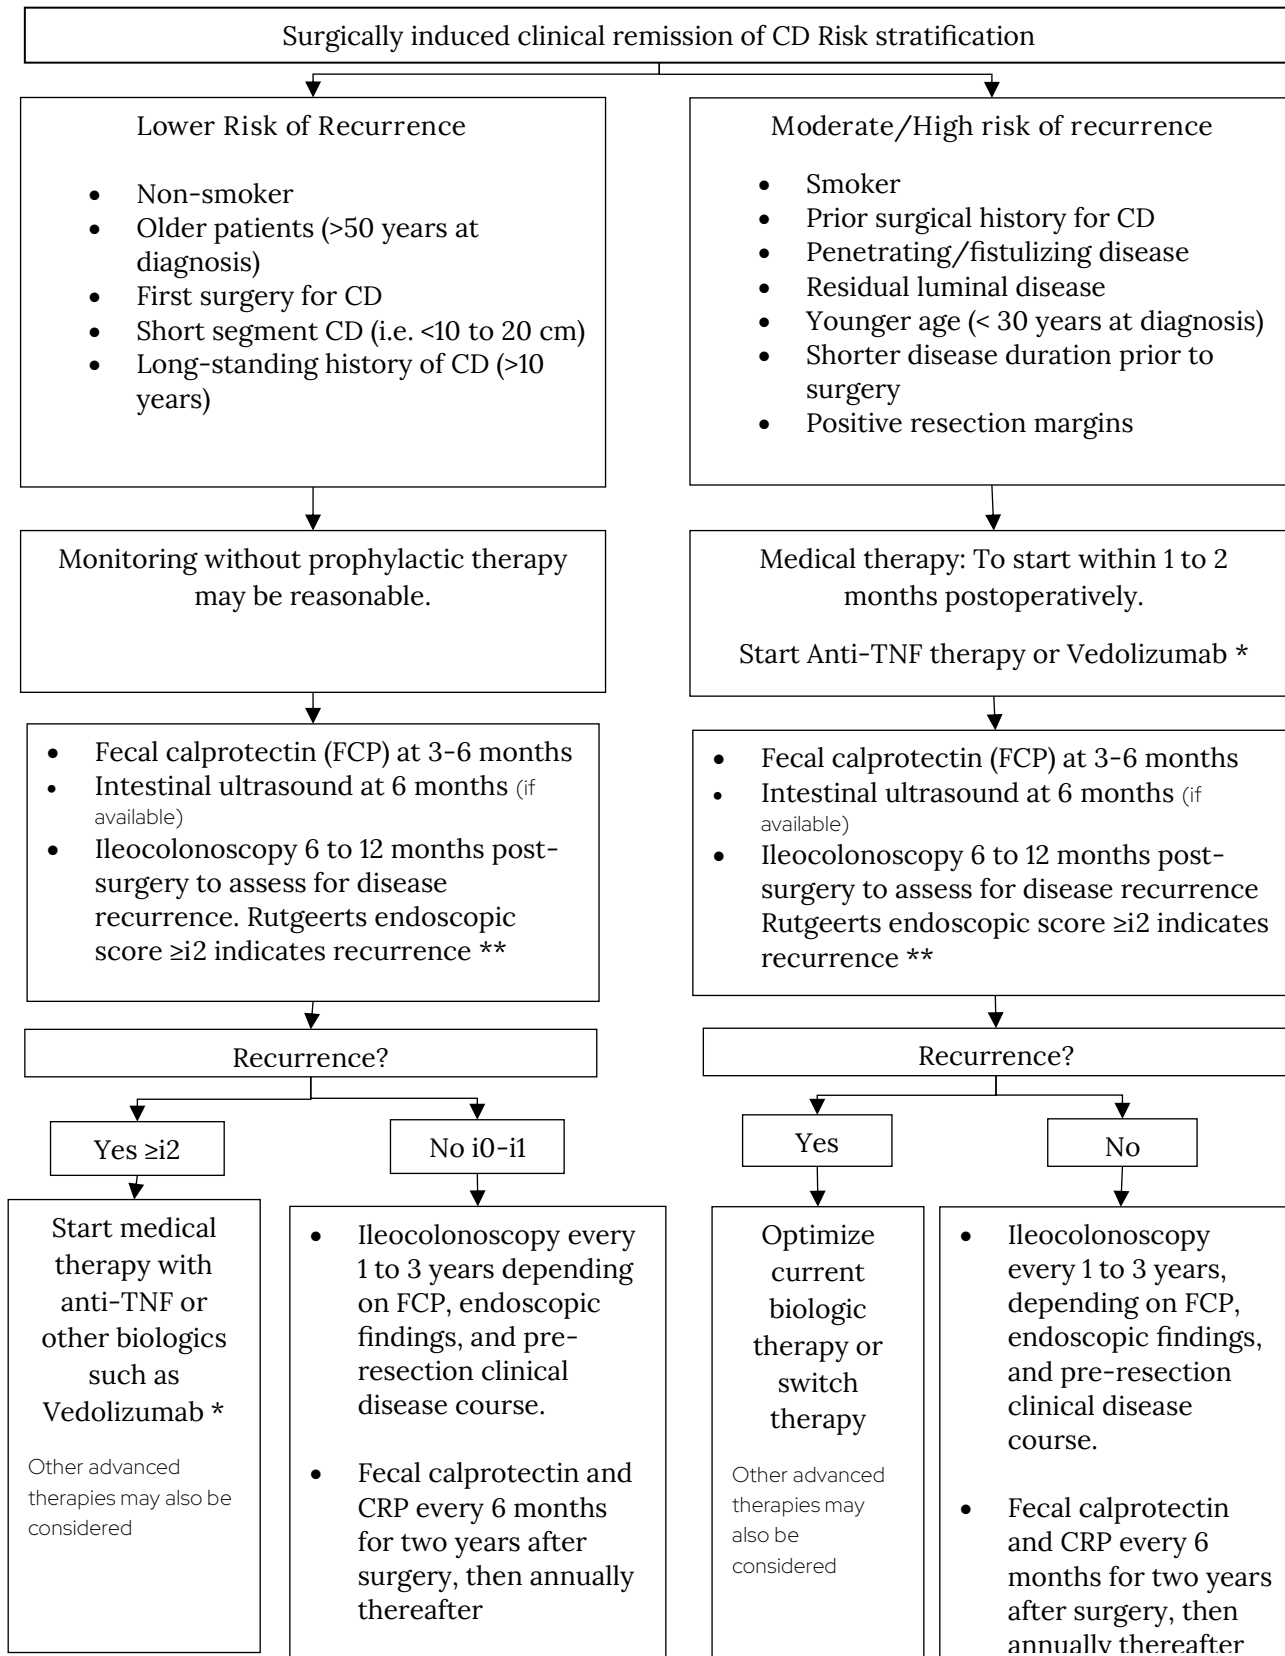 Surgically induced clinical remission of CD Risk stratification
Lower Risk of Recurrence
• Non-smoker
• Older patients (>50 years at
diagnosis)
• First surgery for CD
• Short segment CD (i.e. <10 to 20 cm)
• Long-standing history of CD (>10
years)
Moderate/High risk of recurrence
• Smoker
• Prior surgical history for CD
• Penetrating/fistulizing disease
• Residual luminal disease
• Younger age (< 30 years at diagnosis)
• Shorter disease duration prior to
surgery
• Positive resection margins
Monitoring without prophylactic therapy
may be reasonable.
Medical therapy: To start within 1 to 2
months postoperatively.
Start Anti-TNF therapy or Vedolizumab *
• Fecal calprotectin (FCP) at 3-6 months
• Intestinal ultrasound at 6 months (if
available)
• Ileocolonoscopy 6 to 12 months post-
surgery to assess for disease
recurrence. Rutgeerts endoscopic
score ≥i2 indicates recurrence **
• Fecal calprotectin (FCP) at 3-6 months
• Intestinal ultrasound at 6 months (if
available)
• Ileocolonoscopy 6 to 12 months post-
surgery to assess for disease recurrence
Rutgeerts endoscopic score ≥i2 indicates
recurrence **
Recurrence?
Recurrence?
Yes ≥i2
No i0-i1
Yes
No
Start medical
therapy with
anti-TNF or
other biologics
such as
Vedolizumab *
Other advanced
therapies may also be
considered
• Ileocolonoscopy every
1 to 3 years depending
on FCP, endoscopic
findings, and pre-
resection clinical
disease course.
• Fecal calprotectin and
CRP every 6 months
for two years after
surgery, then annually
thereafter
Optimize
current
biologic
therapy or
switch
therapy
Other advanced
therapies may
also be
considered
• Ileocolonoscopy
every 1 to 3 years,
depending on FCP,
endoscopic findings,
and pre-resection
clinical disease
course.
• Fecal calprotectin
and CRP every 6
months for two years
after surgery, then
annually thereafter